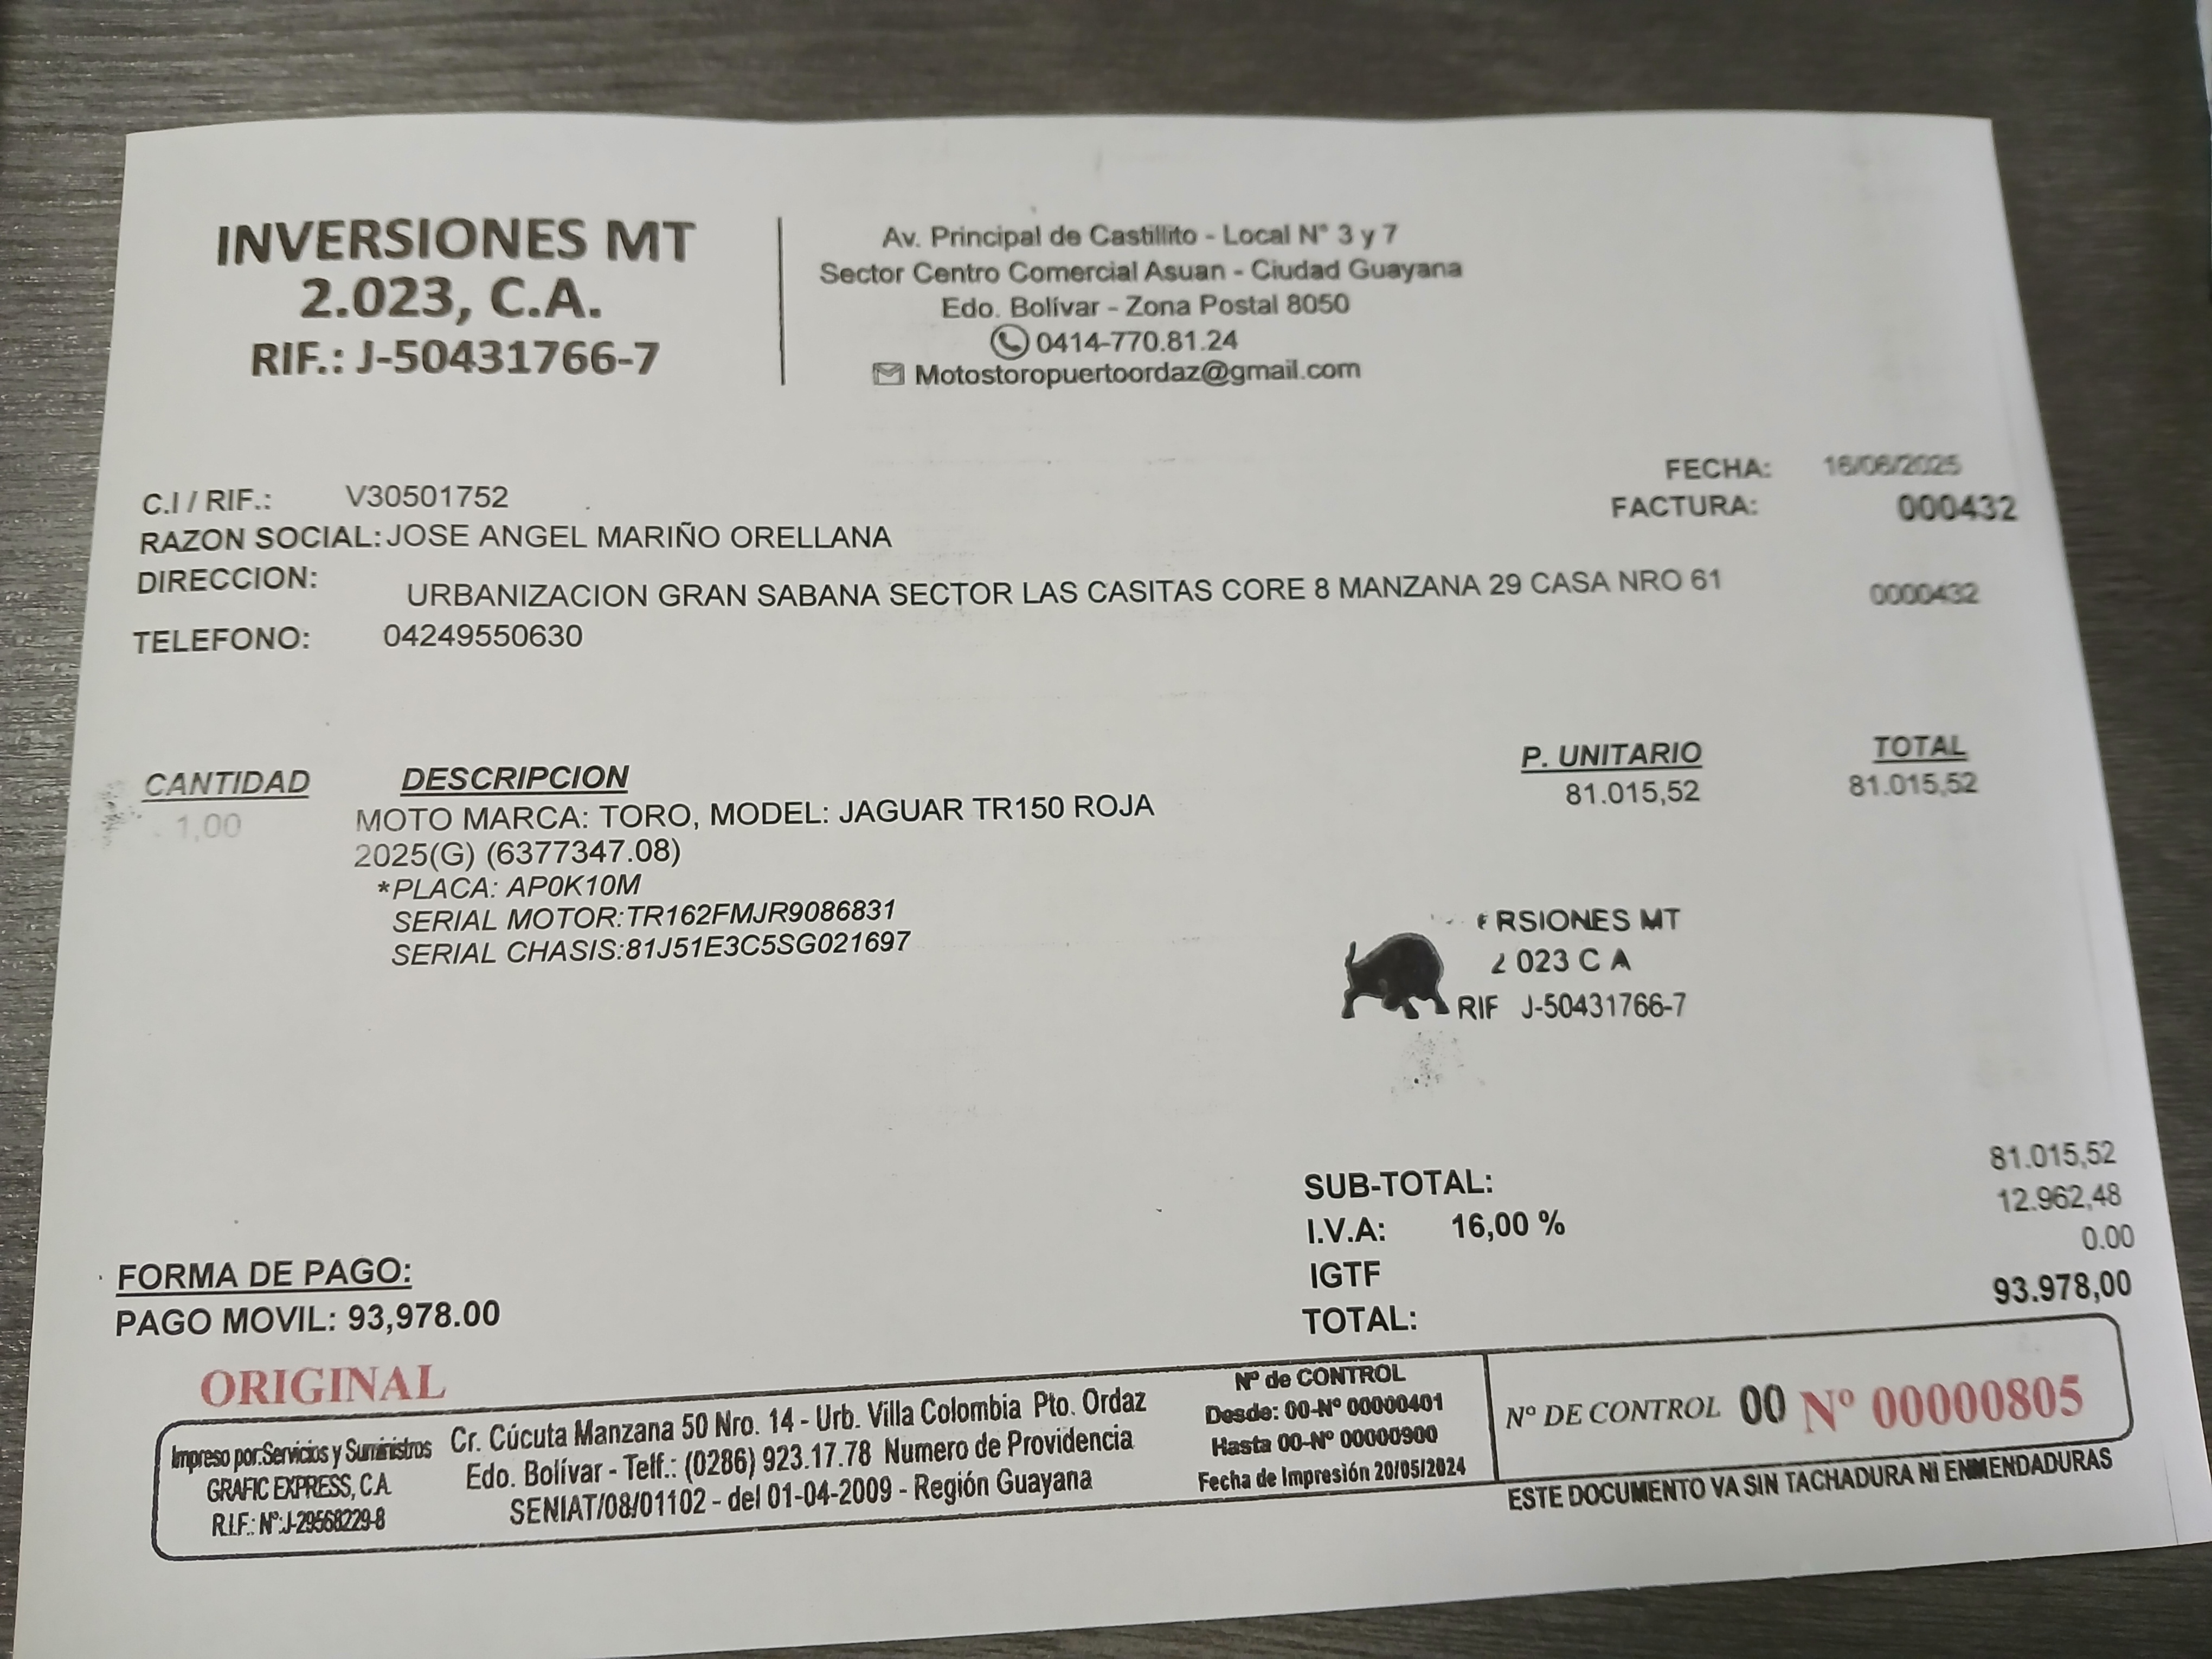 INVERSIONES MT
2.023, C.A.
RIF.: J-50431766-7
Av. Principal de Castillito - Local N° 3 y 7
Sector Centro Comercial Asuan - Ciudad Guayana
Edo. Bolívar - Zona Postal 8050
0414-770.81.24
Motostoropuertoordaz@gmail.com
FECHA: 16/06/2025
FACTURA: 000432
C.I / RIF.: V30501752
RAZON SOCIAL: JOSE ANGEL MARIÑO ORELLANA
DIRECCION: URBANIZACION GRAN SABANA SECTOR LAS CASITAS CORE 8 MANZANA 29 CASA NRO 61
0000432
TELEFONO: 04249550630
CANTIDAD DESCRIPCION P. UNITARIO TOTAL
1,00 MOTO MARCA: TORO, MODEL: JAGUAR TR150 ROJA 81.015,52 81.015,52
2025(G) (6377347.08)
*PLACA: AP0K10M
SERIAL MOTOR:TR162FMJR9086831
SERIAL CHASIS:81J51E3C5SG021697
ERSIONES MT
2 023 C A
RIF J-50431766-7
SUB-TOTAL: 81.015,52
I.V.A: 16,00 % 12.962,48
IGTF 0.00
TOTAL: 93.978,00
FORMA DE PAGO:
PAGO MOVIL: 93,978.00
ORIGINAL
Impreso por:Servicios y Suministros
GRAFIC EXPRESS, C.A.
R.I.F.: N°:J-29568229-8
Cr. Cúcuta Manzana 50 Nro. 14 - Urb. Villa Colombia Pto. Ordaz
Edo. Bolívar - Telf.: (0286) 923.17.78 Numero de Providencia
SENIAT/08/01102 - del 01-04-2009 - Región Guayana
Nº de CONTROL
Desde: 00-Nº 00000401
Hasta 00-Nº 00000900
Fecha de Impresión 20/05/2024
Nº DE CONTROL 00 Nº 00000805
ESTE DOCUMENTO VA SIN TACHADURA NI ENMENDADURAS